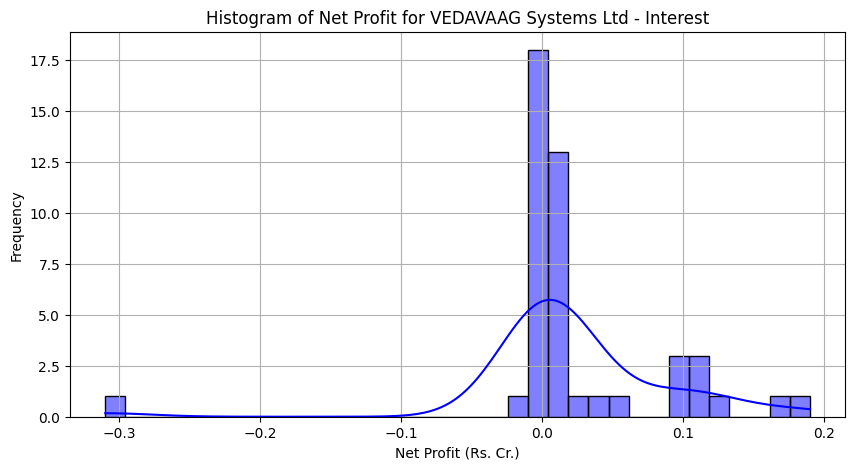 Histogram of Net Profit for VEDAVAAG Systems Ltd - Interest
Frequency
17.5
15.0
12.5
10.0
7.5
5.0
2.5
0.0
−0.3 −0.2 −0.1 0.0 0.1 0.2
Net Profit (Rs. Cr.)